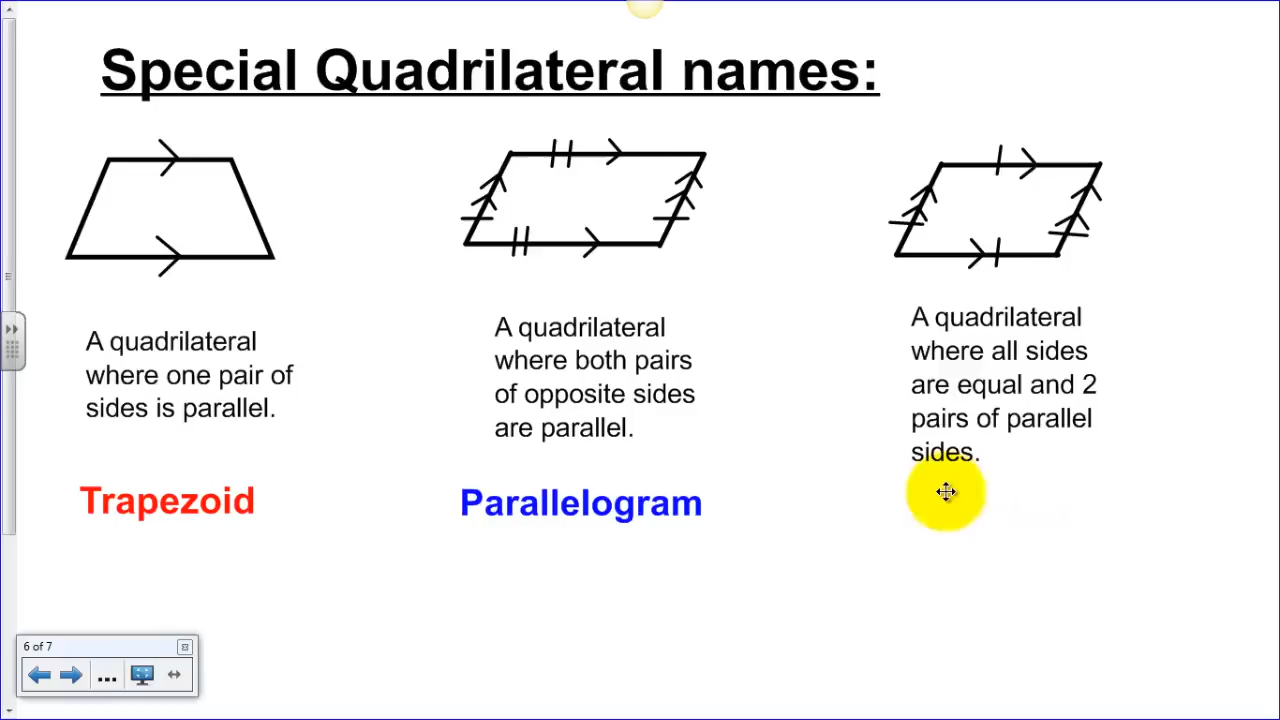 Special Quadrilateral names:
A quadrilateral
where one pair of
sides is parallel.
Trapezoid
A quadrilateral
where both pairs
of opposite sides
are parallel.
Parallelogram
A quadrilateral
where all sides
are equal and 2
pairs of parallel
sides.
6 of 7
...